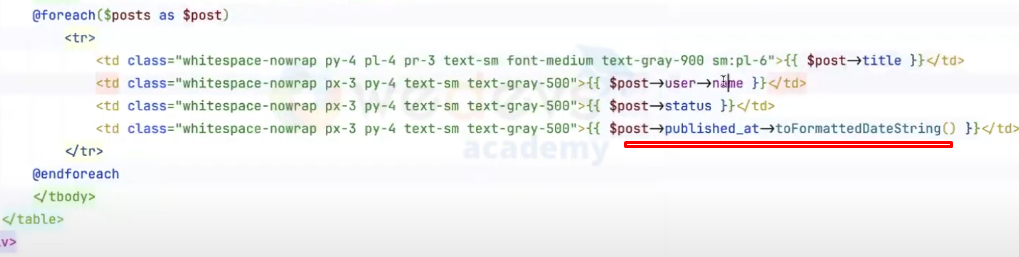 @foreach($posts as $post)
<tr>
<td class="whitespace-nowrap py-4 pl-4 pr-3 text-sm font-medium text-gray-900 sm:pl-6">{{ $post->title }}</td>
<td class="whitespace-nowrap px-3 py-4 text-sm text-gray-500">{{ $post->user->name }}</td>
<td class="whitespace-nowrap px-3 py-4 text-sm text-gray-500">{{ $post->status }}</td>
<td class="whitespace-nowrap px-3 py-4 text-sm text-gray-500">{{ $post->published_at->toFormattedDateString() }}</td>
academy
</tr>
@endforeach
</tbody>
</table>
v>